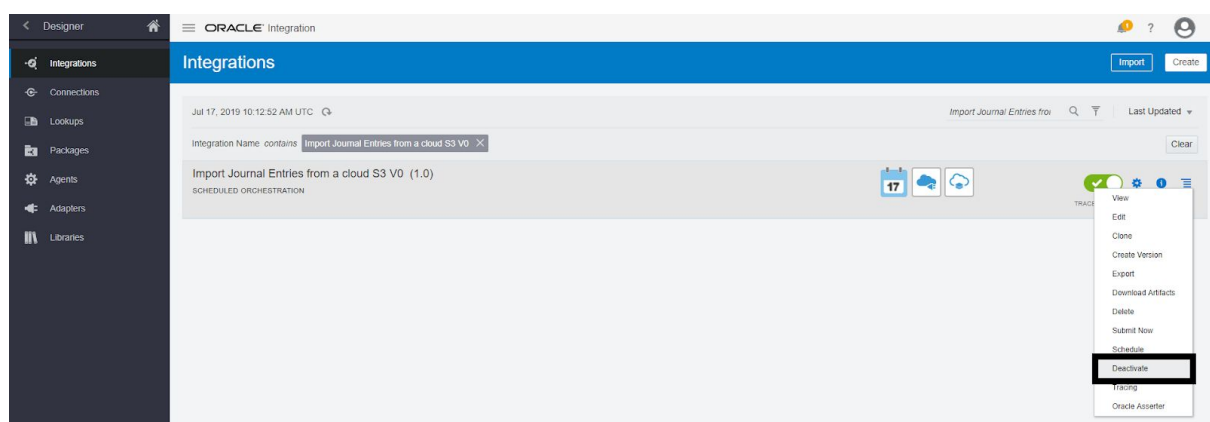 Designer
ORACLE Integration
?
Integrations
Integrations
Import
Create
Connections
Jul 17, 2019 10:12:52 AM UTC
Import Journal Entries fro
Last Updated
Lookups
Integration Name contains Import Journal Entries from a cloud S3 V0 X
Clear
Packages
Import Journal Entries from a cloud S3 V0 (1.0)
SCHEDULED ORCHESTRATION
17
Agents
Adapters
Libraries
TRACE
View
Edit
Clone
Create Version
Export
Download Artifacts
Delete
Submit Now
Schedule
Deactivate
Tracing
Oracle Asserter